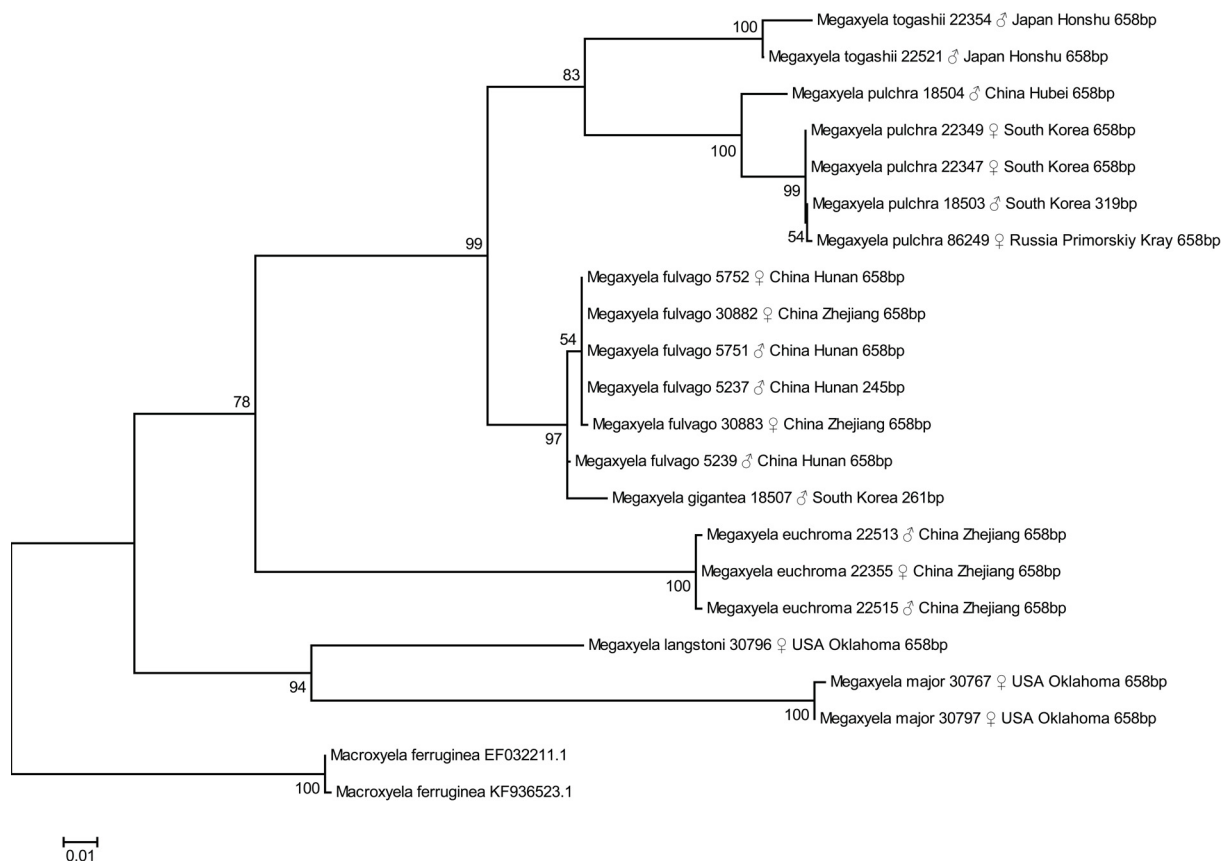 Megaxyela togashii 22354 ♂ Japan Honshu 658bp
100
Megaxyela togashii 22521 ♂ Japan Honshu 658bp
83
Megaxyela pulchra 18504 ♂ China Hubei 658bp
Megaxyela pulchra 22349 ♀ South Korea 658bp
100
Megaxyela pulchra 22347 ♀ South Korea 658bp
99
Megaxyela pulchra 18503 ♂ South Korea 319bp
54
Megaxyela pulchra 86249 ♀ Russia Primorskiy Kray 658bp
99
Megaxyela fulvago 5752 ♀ China Hunan 658bp
Megaxyela fulvago 30882 ♀ China Zhejiang 658bp
54
Megaxyela fulvago 5751 ♂ China Hunan 658bp
Megaxyela fulvago 5237 ♂ China Hunan 245bp
78
Megaxyela fulvago 30883 ♀ China Zhejiang 658bp
97
Megaxyela fulvago 5239 ♂ China Hunan 658bp
Megaxyela gigantea 18507 ♂ South Korea 261bp
Megaxyela euchroma 22513 ♂ China Zhejiang 658bp
Megaxyela euchroma 22355 ♀ China Zhejiang 658bp
100
Megaxyela euchroma 22515 ♂ China Zhejiang 658bp
Megaxyela langstoni 30796 ♀ USA Oklahoma 658bp
94
Megaxyela major 30767 ♀ USA Oklahoma 658bp
100
Megaxyela major 30797 ♀ USA Oklahoma 658bp
Macroxyela ferruginea EF032211.1
100
Macroxyela ferruginea KF936523.1
0.01